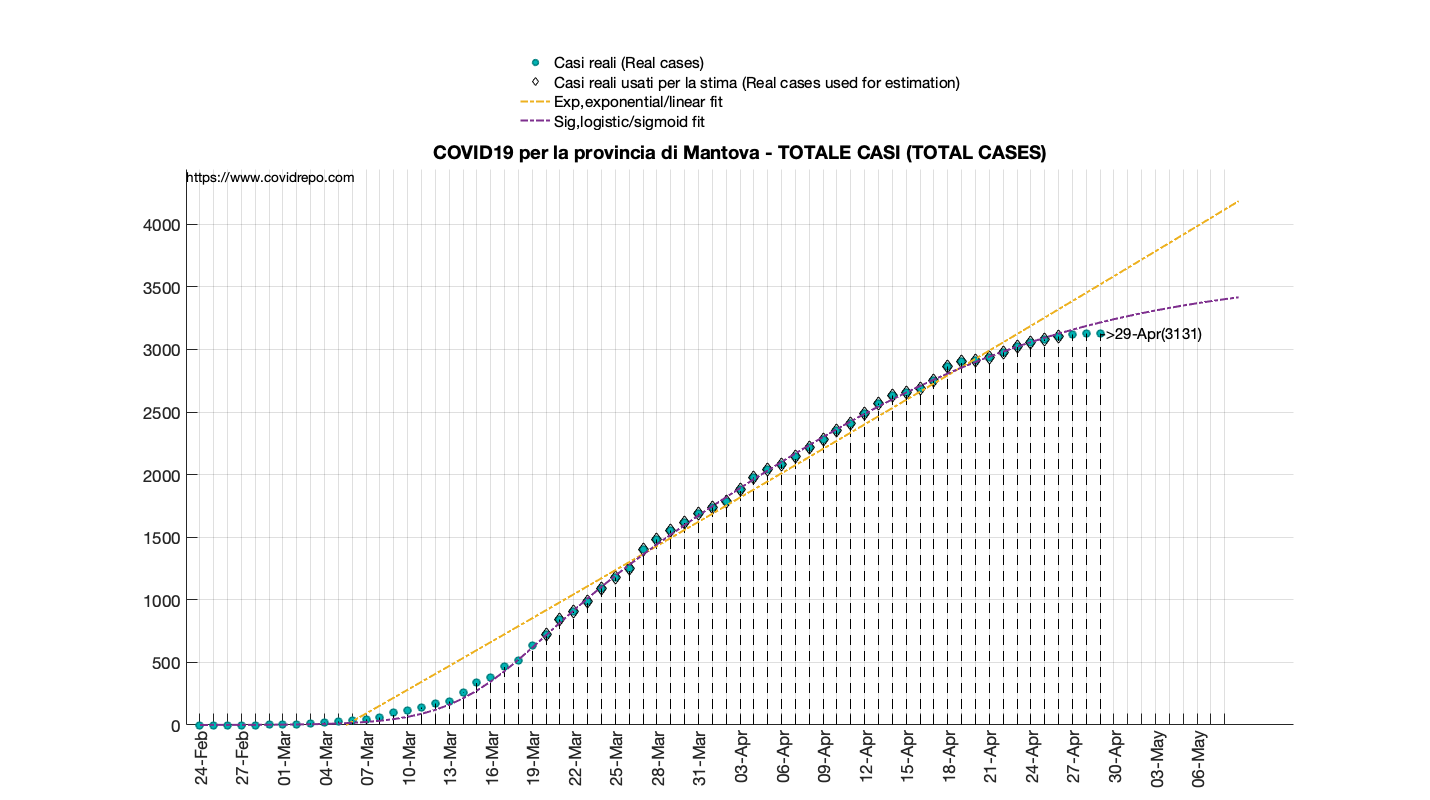 Casi reali (Real cases)
Casi reali usati per la stima (Real cases used for estimation)
Exp,exponential/linear fit
Sig,logistic/sigmoid fit
COVID19 per la provincia di Mantova - TOTALE CASI (TOTAL CASES)
https://www.covidrepo.com
4000
3500
3000
2500
2000
1500
1000
500
0
->29-Apr(3131)
24-Feb
27-Feb
01-Mar
04-Mar
07-Mar
10-Mar
13-Mar
16-Mar
19-Mar
22-Mar
25-Mar
28-Mar
31-Mar
03-Apr
06-Apr
09-Apr
12-Apr
15-Apr
18-Apr
21-Apr
24-Apr
27-Apr
30-Apr
03-May
06-May